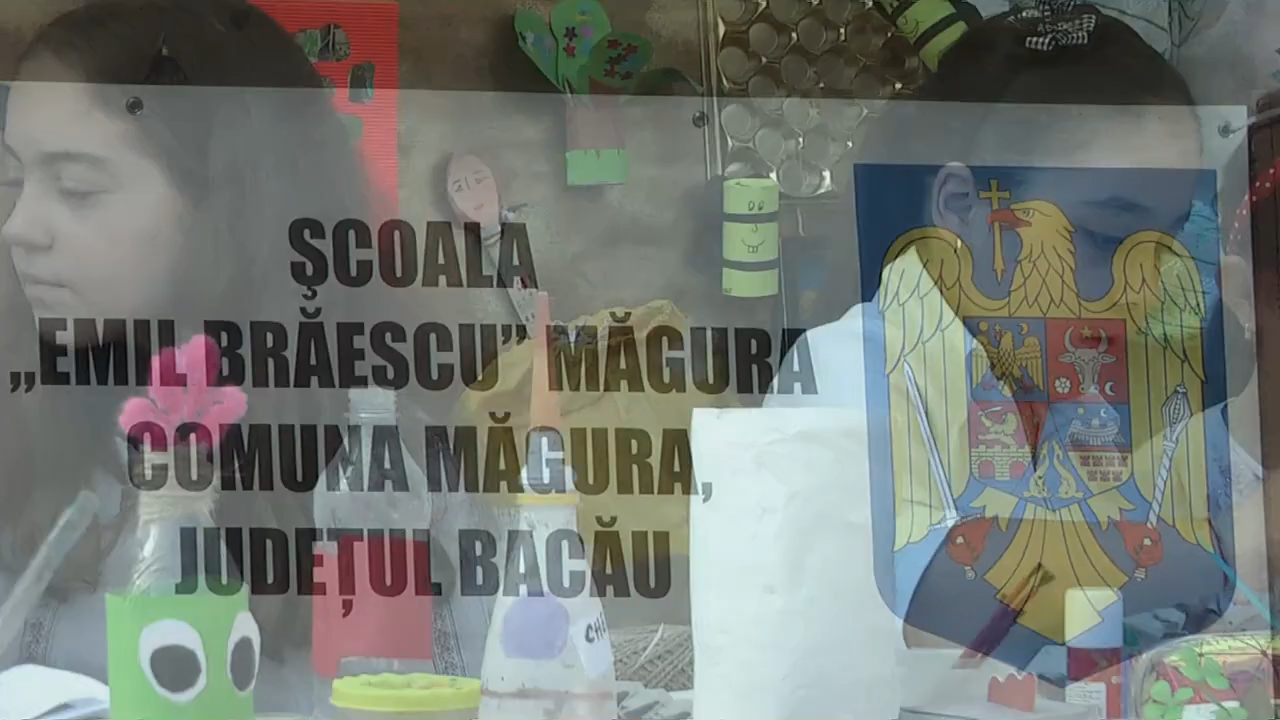 ŞCOALA
„EMIL BRĂESCU” MĂGURA
COMUNA MĂGURA,
JUDEȚUL BACĂU